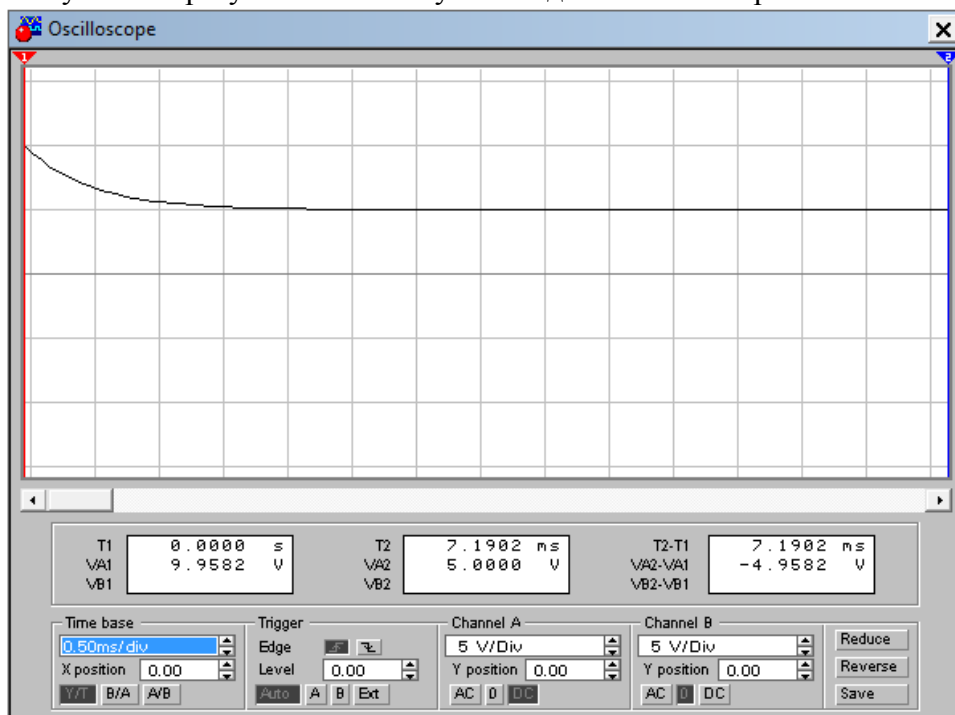 Oscilloscope
1
2
T1 0.0000 s
VA1 9.9582 V
VB1
T2 7.1902 ms
VA2 5.0000 V
VB2
T2-T1 7.1902 ms
VA2-VA1 -4.9582 V
VB2-VB1
Time base
0.50ms/div
X position 0.00
Y/T B/A A/B
Trigger
Edge
Level 0.00
Auto A B Ext
Channel A
5 V/Div
Y position 0.00
AC 0 DC
Channel B
5 V/Div
Y position 0.00
AC 0 DC
Reduce
Reverse
Save